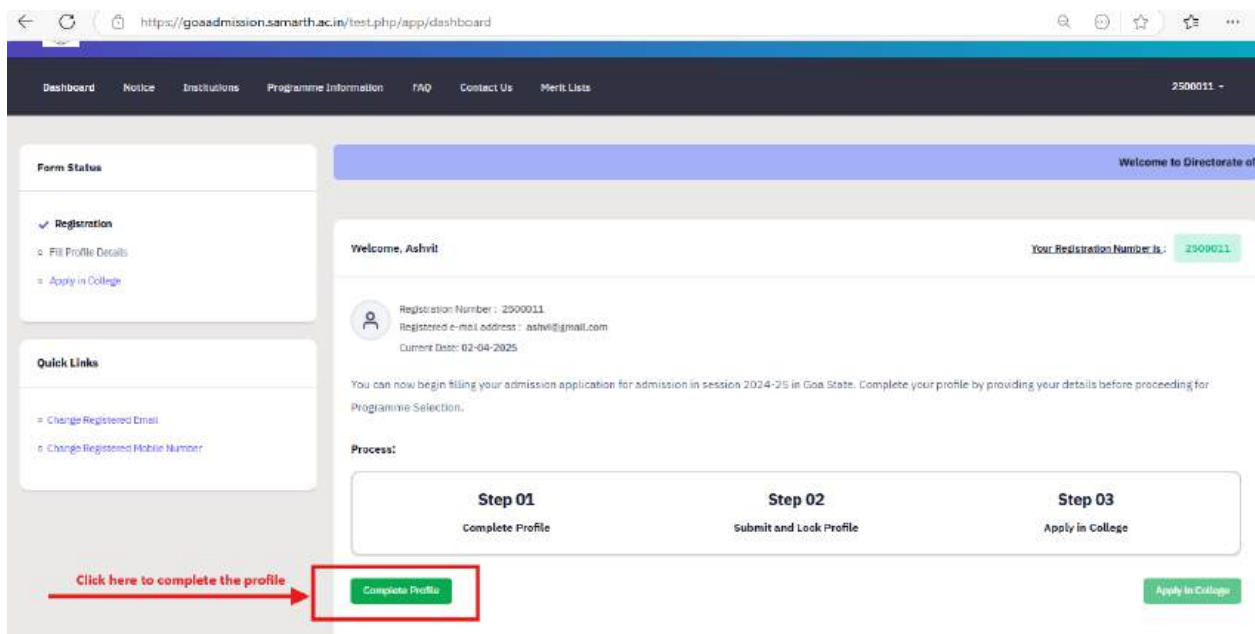 https://goaadmission.samarth.ac.in/test.php/app/dashboard
Dashboard Notice Institutions Programme Information FAQ Contact Us Merit Lists 2500011
Form Status
Registration
Fill Profile Details
Apply in College
Quick Links
Change Registered Email
Change Registered Mobile Number
Welcome to Directorate of
Welcome, Ashvi!
Your Registration Number is : 2500011
Registration Number : 2500011
Registered e-mail address : ashvi@gmail.com
Current Date: 02-04-2025
You can now begin filling your admission application for admission in session 2024-25 in Goa State. Complete your profile by providing your details before proceeding for
Programme Selection.
Process:
Step 01 Step 02 Step 03
Complete Profile Submit and Lock Profile Apply in College
Click here to complete the profile
Complete Profile Apply in College